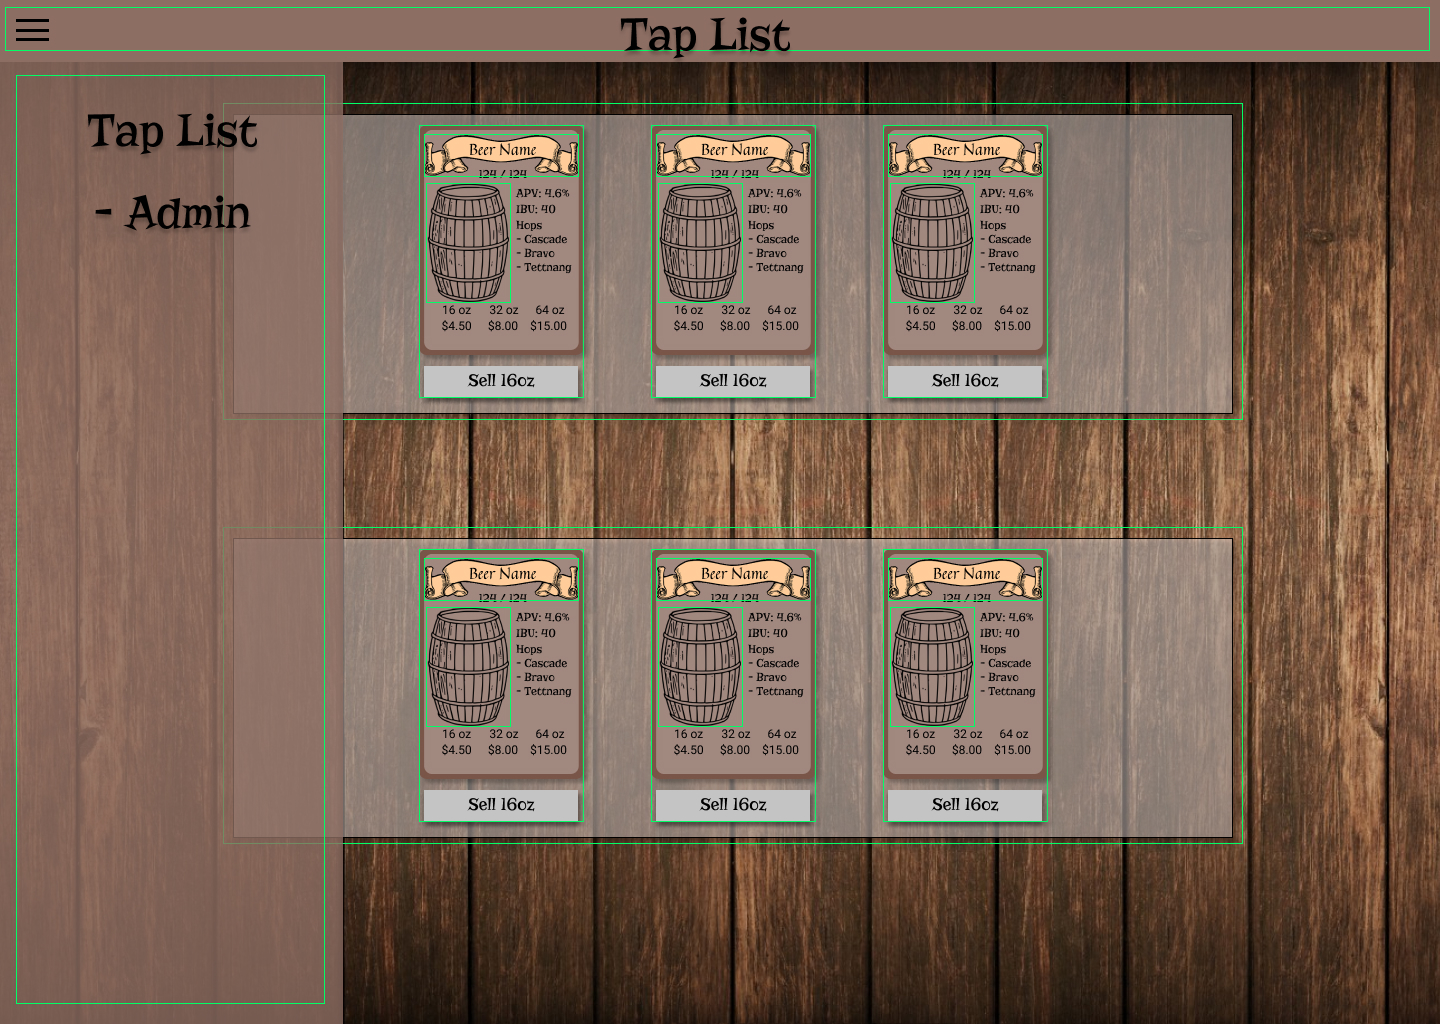 Tap List
Tap List
- Admin
Beer Name
124 / 124
APV: 4.6%
IBU: 40
Hops
- Cascade
- Bravo
- Tettnang
16 oz 32 oz 64 oz
$4.50 $8.00 $15.00
Sell 16oz
Beer Name
124 / 124
APV: 4.6%
IBU: 40
Hops
- Cascade
- Bravo
- Tettnang
16 oz 32 oz 64 oz
$4.50 $8.00 $15.00
Sell 16oz
Beer Name
124 / 124
APV: 4.6%
IBU: 40
Hops
- Cascade
- Bravo
- Tettnang
16 oz 32 oz 64 oz
$4.50 $8.00 $15.00
Sell 16oz
Beer Name
124 / 124
APV: 4.6%
IBU: 40
Hops
- Cascade
- Bravo
- Tettnang
16 oz 32 oz 64 oz
$4.50 $8.00 $15.00
Sell 16oz
Beer Name
124 / 124
APV: 4.6%
IBU: 40
Hops
- Cascade
- Bravo
- Tettnang
16 oz 32 oz 64 oz
$4.50 $8.00 $15.00
Sell 16oz
Beer Name
124 / 124
APV: 4.6%
IBU: 40
Hops
- Cascade
- Bravo
- Tettnang
16 oz 32 oz 64 oz
$4.50 $8.00 $15.00
Sell 16oz